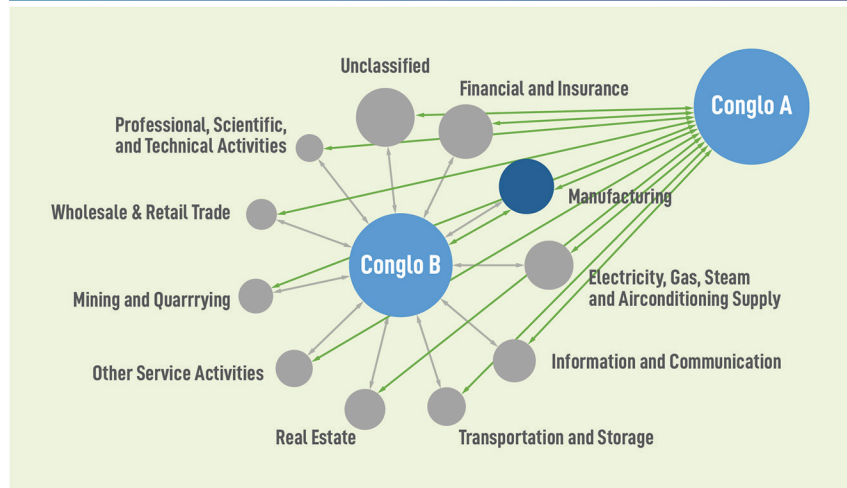 Unclassified
Financial and Insurance
Conglo A
Professional, Scientific,
and Technical Activities
Manufacturing
Wholesale & Retail Trade
Conglo B
Electricity, Gas, Steam
and Airconditioning Supply
Mining and Quarrrying
Information and Communication
Other Service Activities
Real Estate
Transportation and Storage